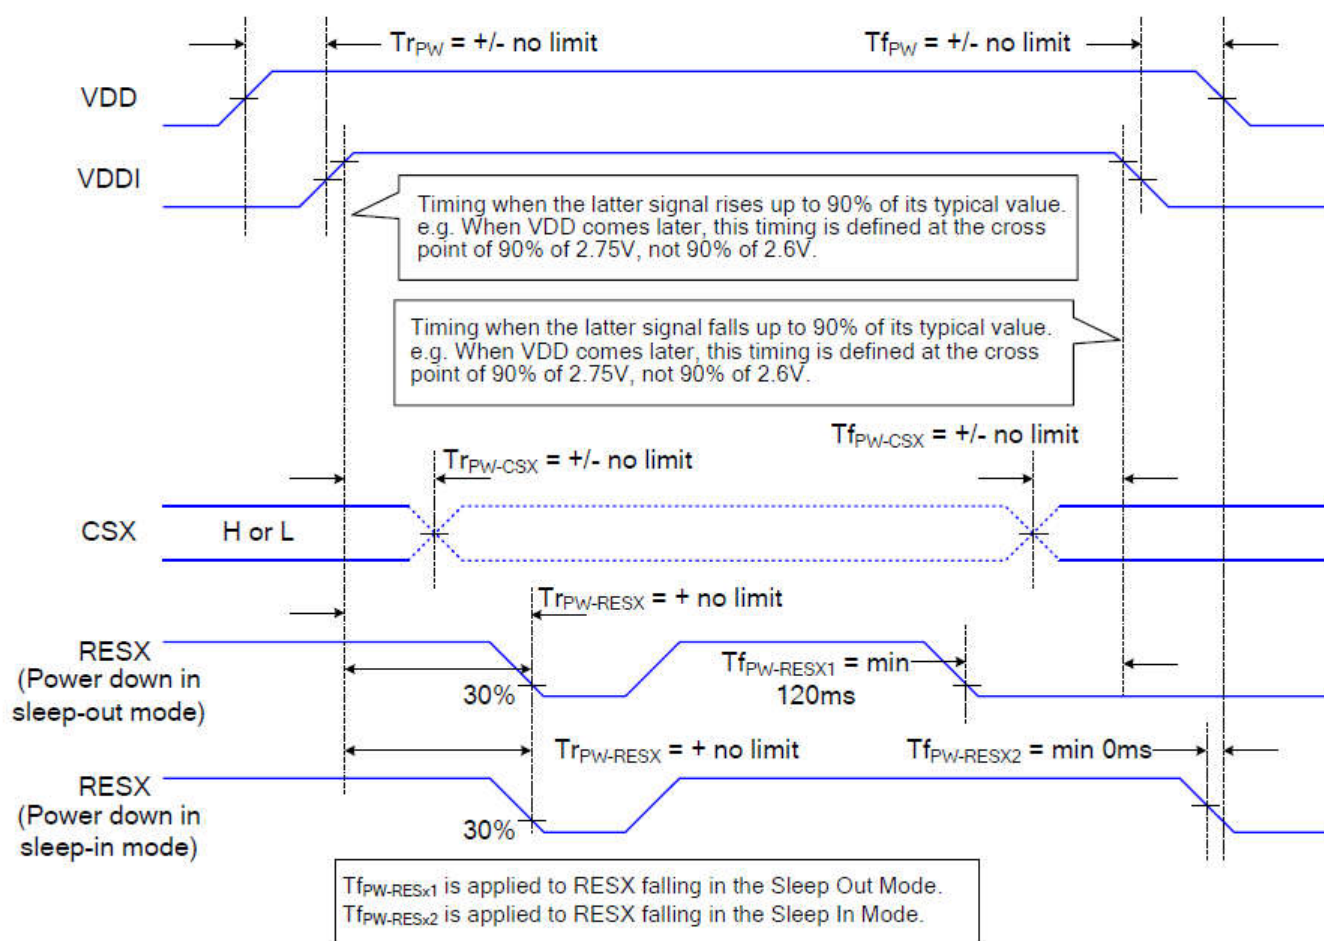 TrPW = +/- no limit
TfPW = +/- no limit
VDD
VDDI
Timing when the latter signal rises up to 90% of its typical value.
e.g. When VDD comes later, this timing is defined at the cross
point of 90% of 2.75V, not 90% of 2.6V.
Timing when the latter signal falls up to 90% of its typical value.
e.g. When VDD comes later, this timing is defined at the cross
point of 90% of 2.75V, not 90% of 2.6V.
TfPW-CSX = +/- no limit
TrPW-CSX = +/- no limit
CSX
H or L
TrPW-RESX = + no limit
RESX
(Power down in
sleep-out mode)
30%
TfPW-RESX1 = min
120ms
TrPW-RESX = + no limit
TfPW-RESX2 = min 0ms
RESX
(Power down in
sleep-in mode)
30%
TfPW-RESx1 is applied to RESX falling in the Sleep Out Mode.
TfPW-RESx2 is applied to RESX falling in the Sleep In Mode.